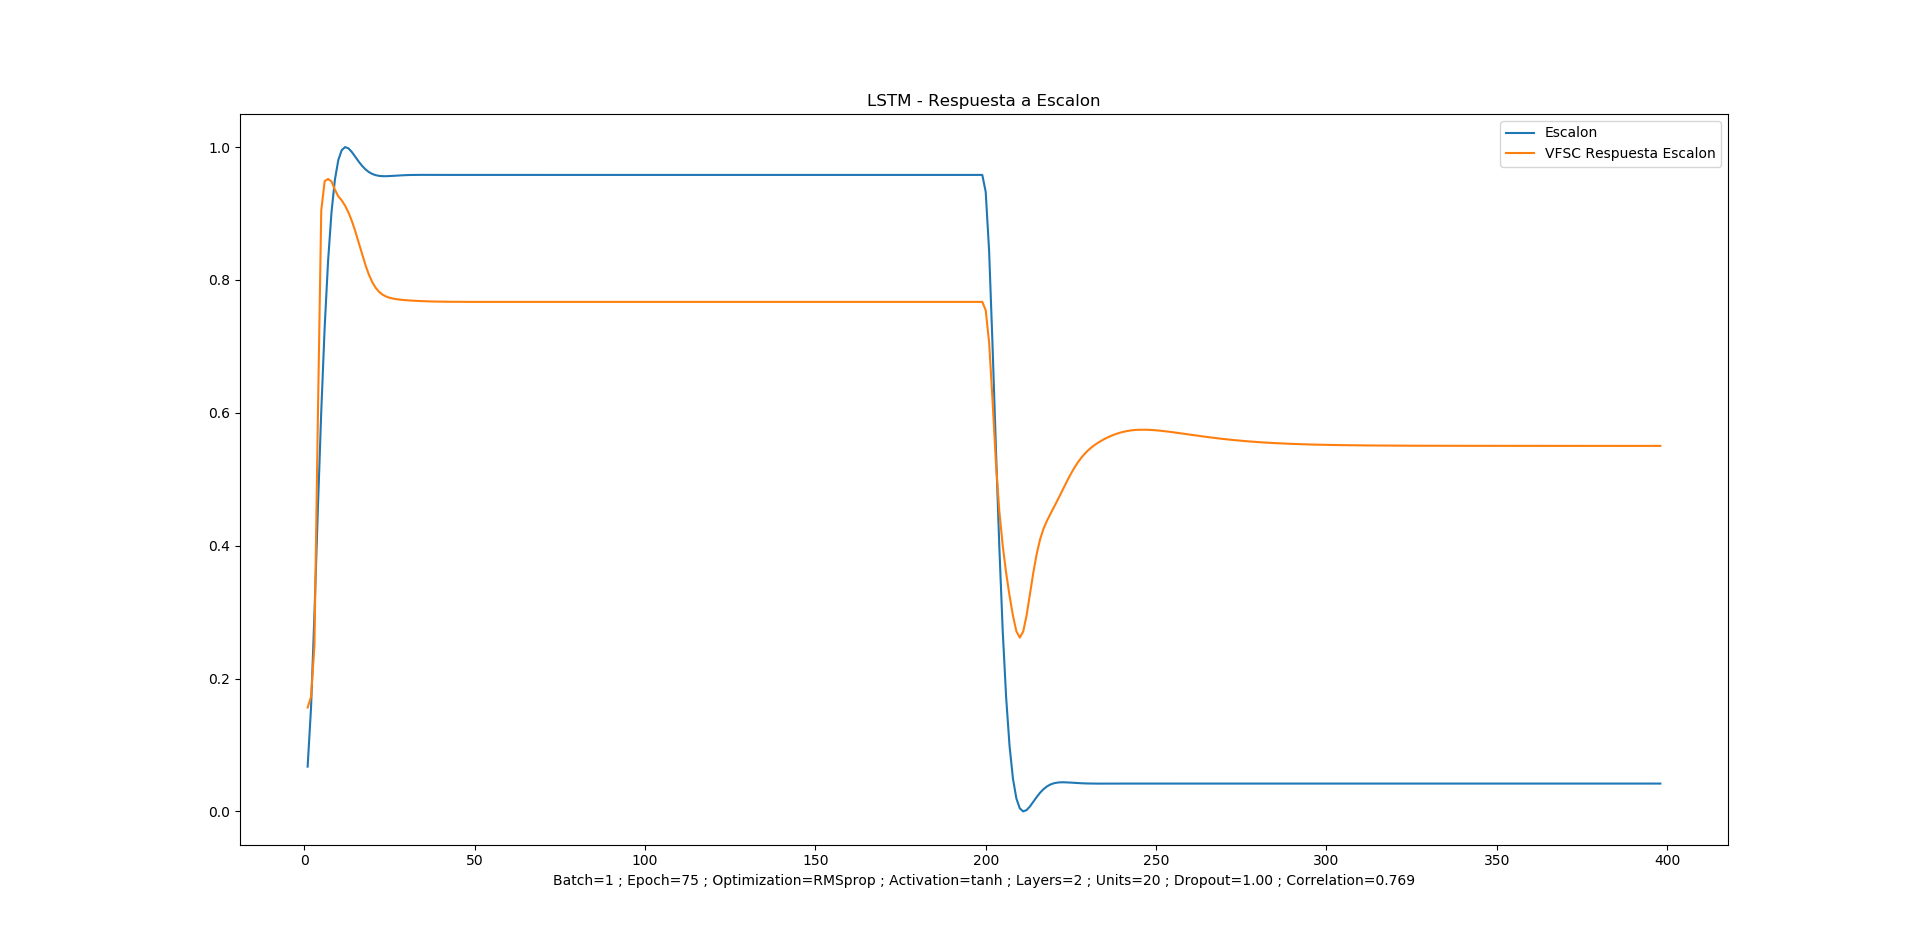 LSTM - Respuesta a Escalon
Escalon
VFSC Respuesta Escalon
1.0
0.8
0.6
0.4
0.2
0.0
0 50 100 150 200 250 300 350 400
Batch=1 ; Epoch=75 ; Optimization=RMSprop ; Activation=tanh ; Layers=2 ; Units=20 ; Dropout=1.00 ; Correlation=0.769